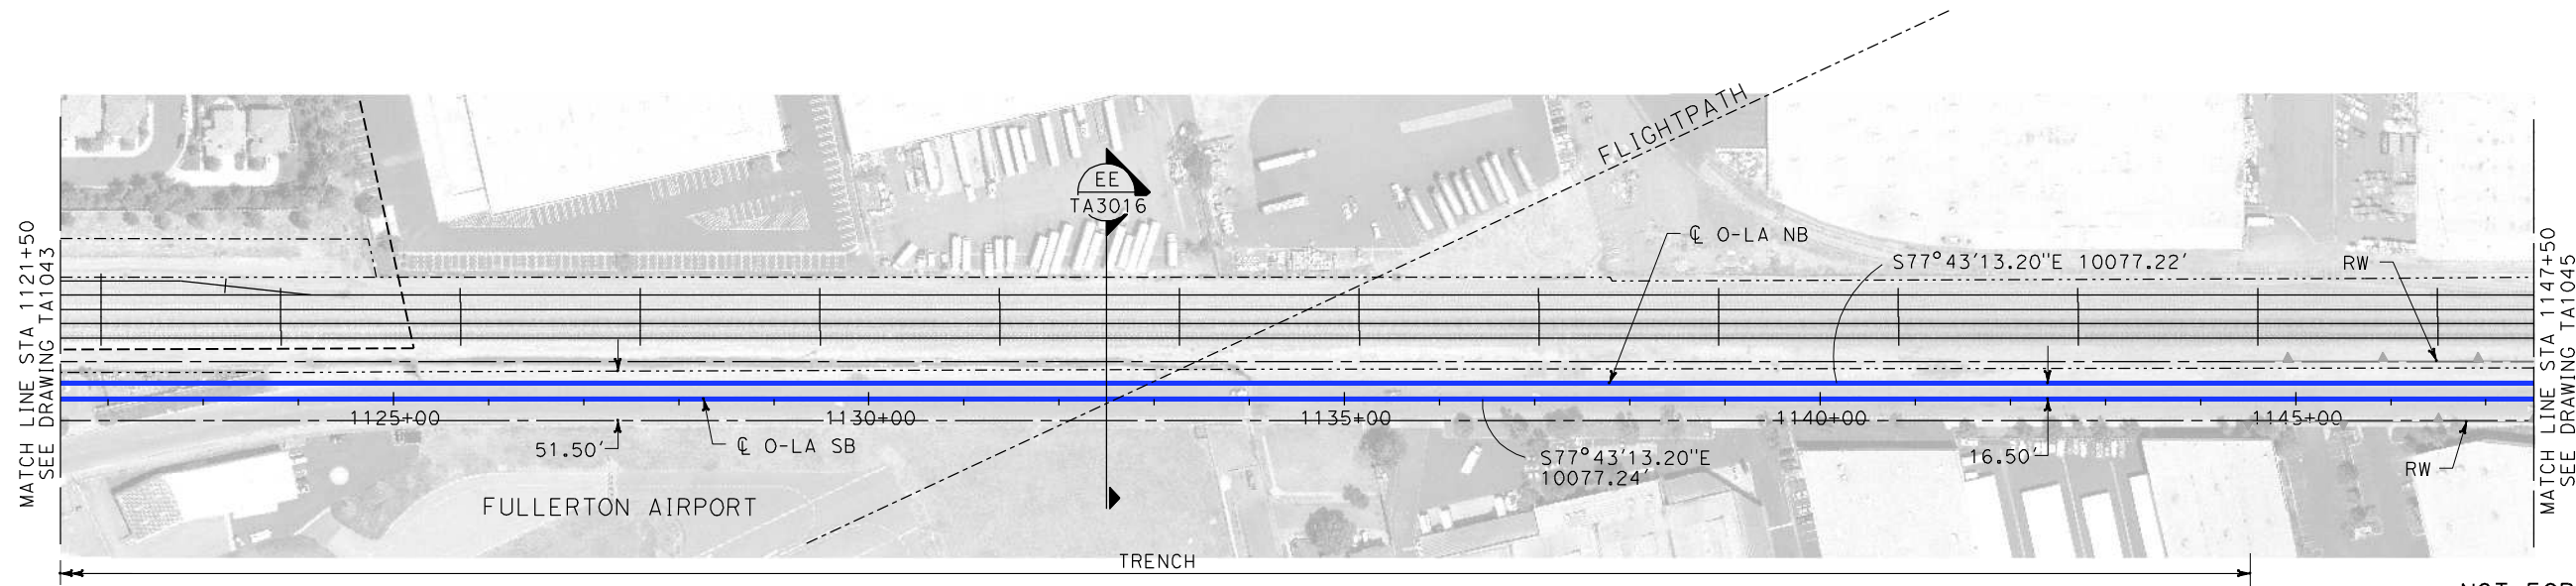 FLIGHTPATH
EE
TA3016
℄ O-LA NB
S77°43'13.20"E 10077.22'
RW
MATCH LINE STA 1121+50
SEE DRAWING TA1043
MATCH LINE STA 1147+50
SEE DRAWING TA1045
1125+00
1130+00
1135+00
1140+00
1145+00
51.50'
℄ O-LA SB
S77°43'13.20"E
10077.24'
16.50'
RW
FULLERTON AIRPORT
TRENCH